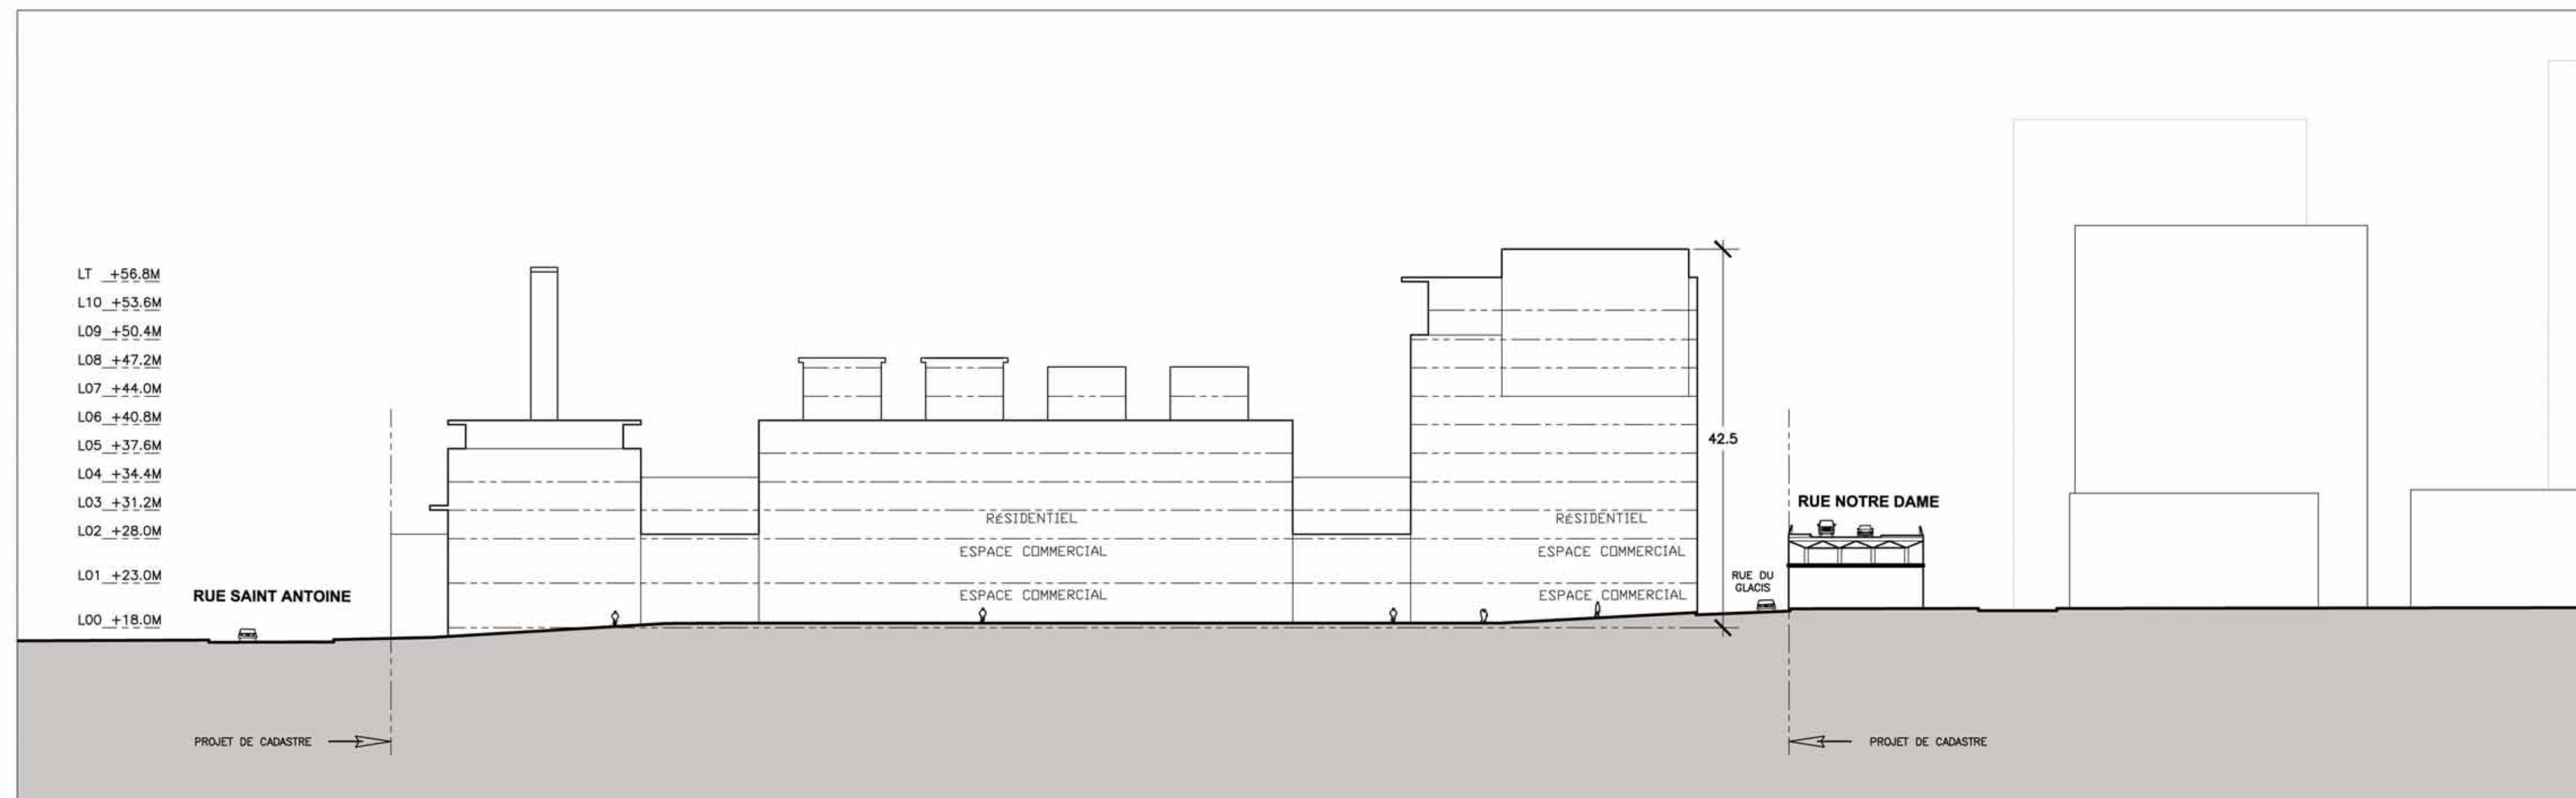 LT +56.8M
L10 +53.6M
L09 +50.4M
L08 +47.2M
L07 +44.0M
L06 +40.8M
L05 +37.6M
L04 +34.4M
L03 +31.2M
L02 +28.0M
L01 +23.0M
L00 +18.0M
RUE SAINT ANTOINE
RÉSIDENTIEL
ESPACE COMMERCIAL
ESPACE COMMERCIAL
RÉSIDENTIEL
ESPACE COMMERCIAL
ESPACE COMMERCIAL
42.5
RUE DU
GLACIS
RUE NOTRE DAME
PROJET DE CADASTRE
PROJET DE CADASTRE